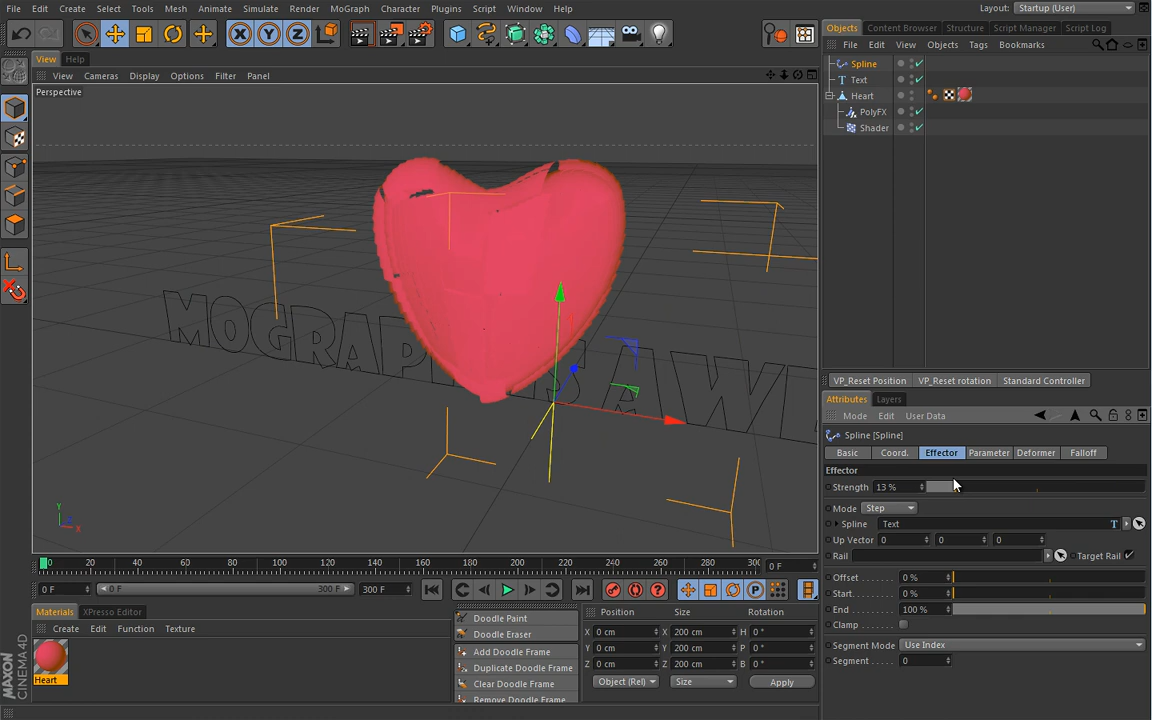 File Edit Create Select Tools Mesh Animate Simulate Render MoGraph Character Plugins Script Window Help Layout: Startup (User)
X Y Z
Objects Content Browser Structure Script Manager Script Log
File Edit View Objects Tags Bookmarks
View Help
View Cameras Display Options Filter Panel
Perspective
Spline
Text
Heart
PolyFX
Shader
MOGRAPH
AW
VP_Reset Position VP_Reset rotation Standard Controller
Attributes Layers
Mode Edit User Data
Spline [Spline]
Basic Coord. Effector Parameter Deformer Falloff
Effector
Strength 13 %
Mode Step
Spline Text
Up Vector 0 0 0
Rail Target Rail
Offset 0 %
Start 0 %
End 100 %
Clamp
Segment Mode Use Index
Segment 0
Y
X
0 20 40 60 80 100 120 140 160 180 200 220 240 260 280 300 0 F
0 F 0 F 300 F 300 F
Materials XPresso Editor
Create Edit Function Texture
Heart
MAXON
CINEMA 4D
Doodle Paint
Doodle Eraser
Add Doodle Frame
Duplicate Doodle Frame
Clear Doodle Frame
Remove Doodle Frame
Position Size Rotation
X 0 cm X 200 cm H 0 °
Y 0 cm Y 200 cm P 0 °
Z 0 cm Z 200 cm B 0 °
Object (Rel) Size Apply